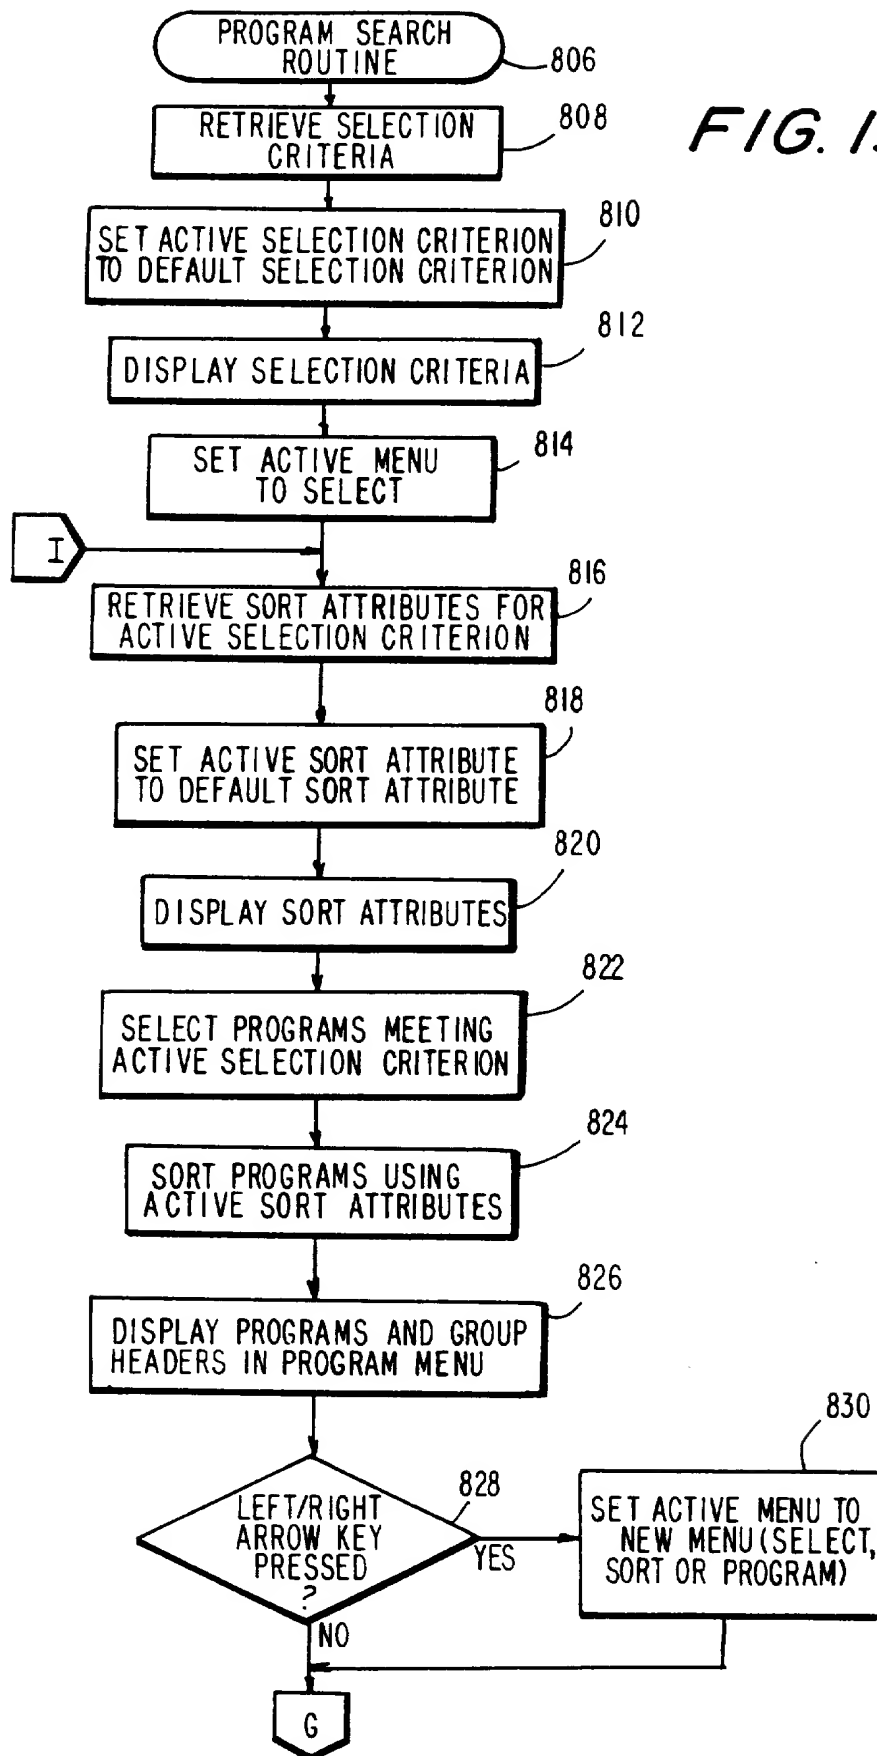 PROGRAM SEARCH
ROUTINE
806
FIG. 1
RETRIEVE SELECTION
CRITERIA
808
SET ACTIVE SELECTION CRITERION
TO DEFAULT SELECTION CRITERION
810
DISPLAY SELECTION CRITERIA
812
SET ACTIVE MENU
TO SELECT
814
I
RETRIEVE SORT ATTRIBUTES FOR
ACTIVE SELECTION CRITERION
816
SET ACTIVE SORT ATTRIBUTE
TO DEFAULT SORT ATTRIBUTE
818
DISPLAY SORT ATTRIBUTES
820
SELECT PROGRAMS MEETING
ACTIVE SELECTION CRITERION
822
SORT PROGRAMS USING
ACTIVE SORT ATTRIBUTES
824
DISPLAY PROGRAMS AND GROUP
HEADERS IN PROGRAM MENU
826
LEFT/RIGHT
ARROW KEY
PRESSED
?
828
YES
SET ACTIVE MENU TO
NEW MENU (SELECT,
SORT OR PROGRAM)
830
NO
G